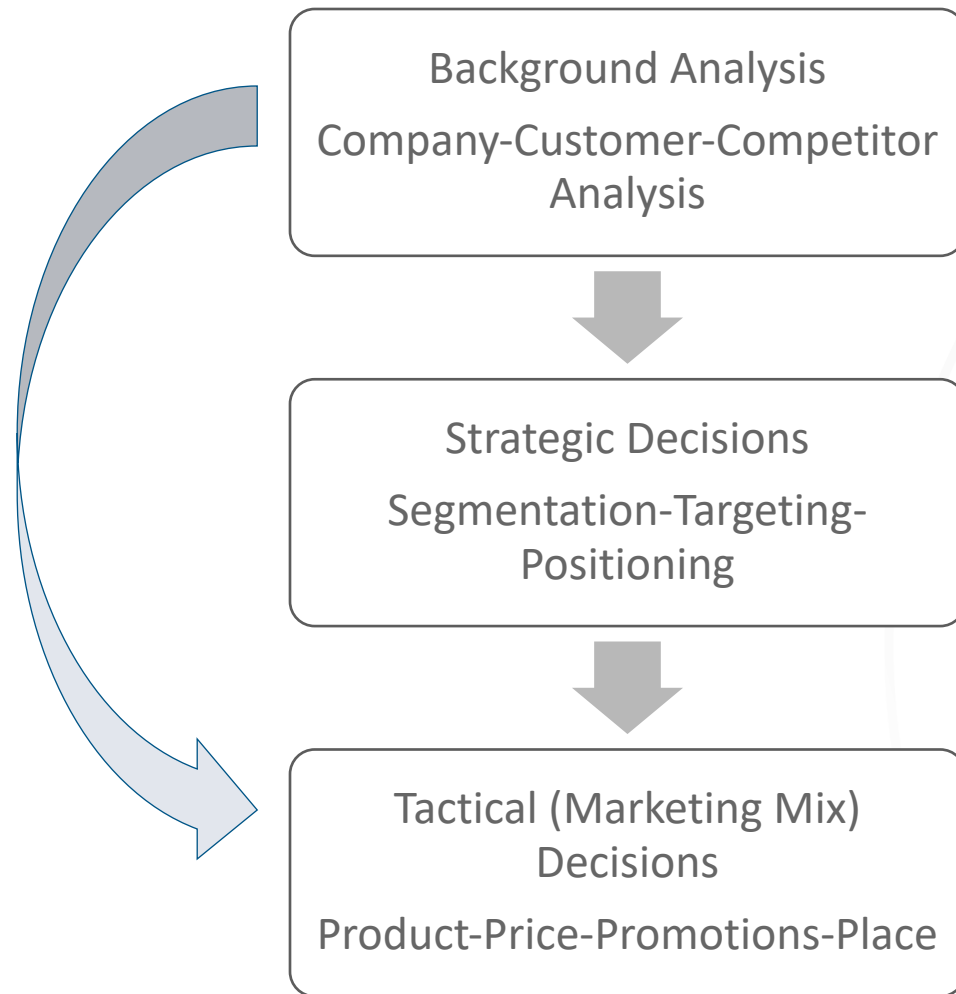 Background Analysis
Company-Customer-Competitor
Analysis
Strategic Decisions
Segmentation-Targeting-
Positioning
Tactical (Marketing Mix)
Decisions
Product-Price-Promotions-Place